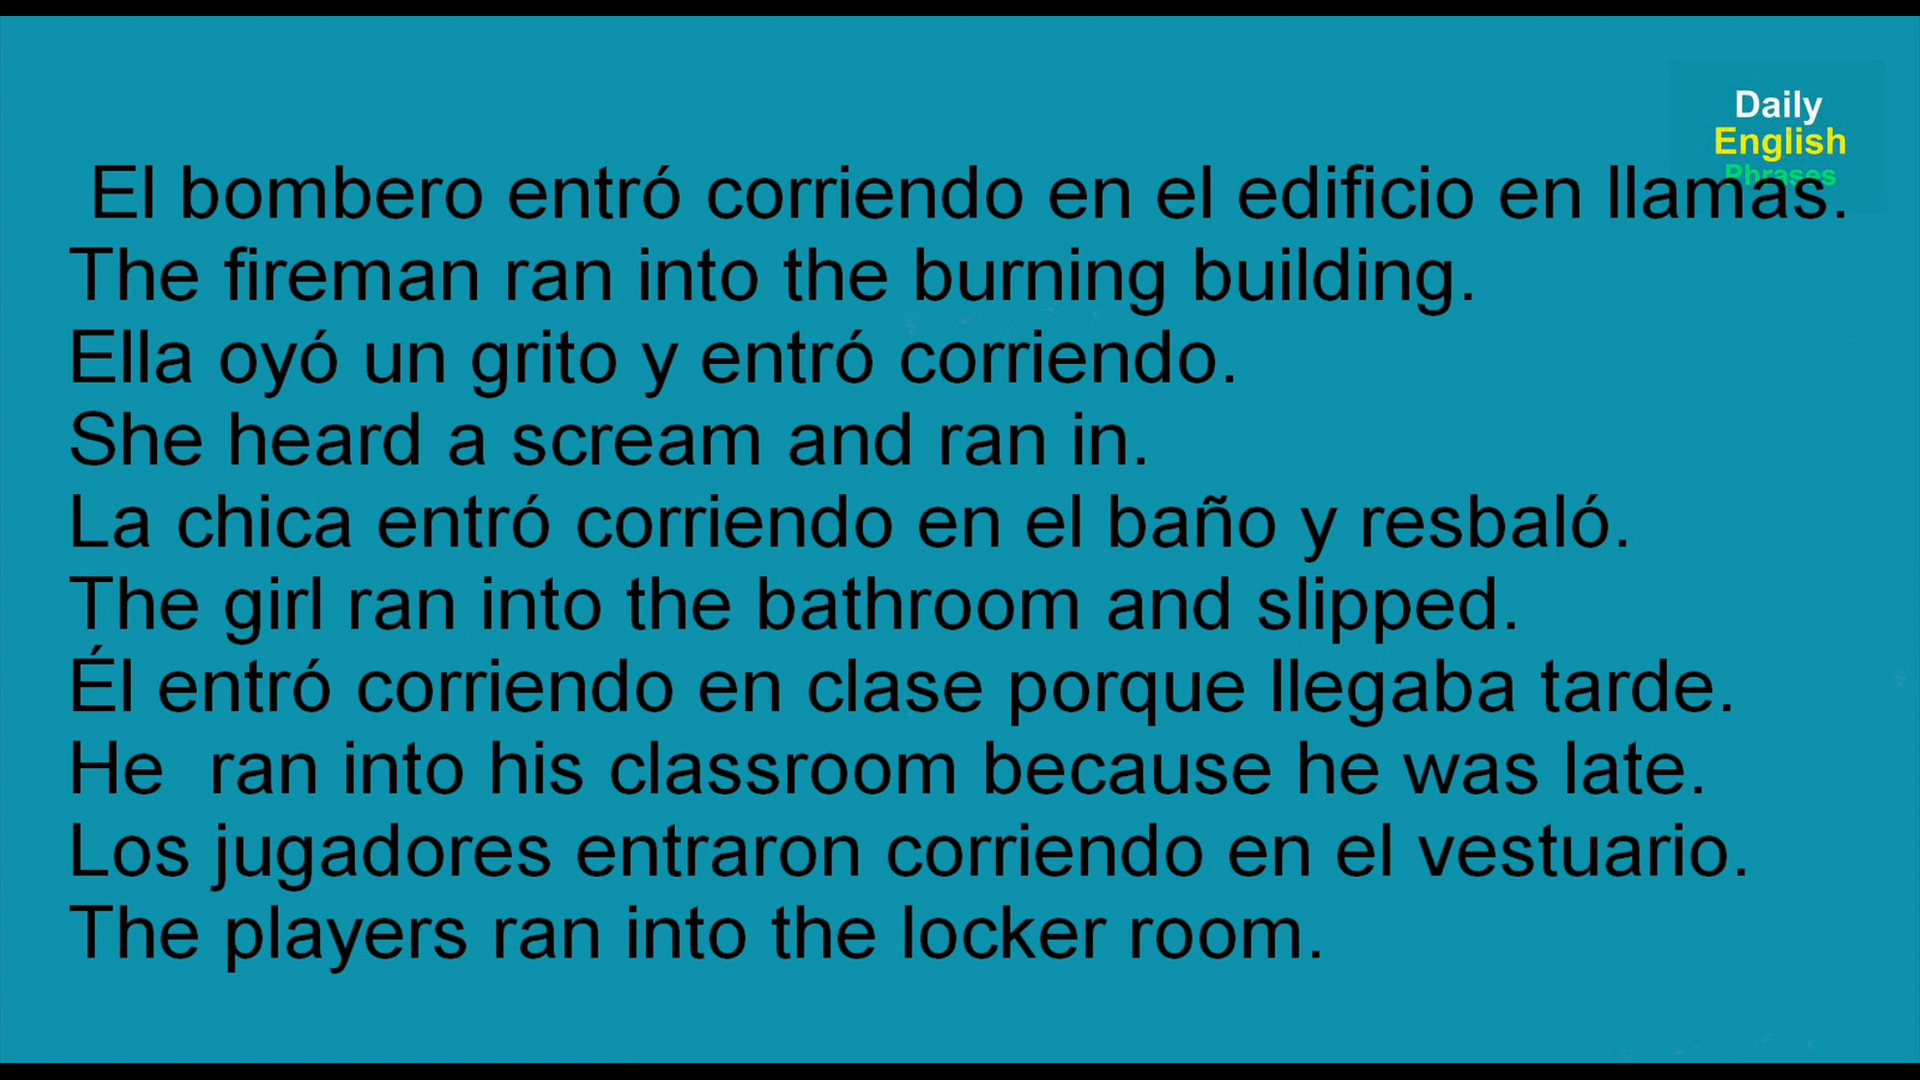 Daily
English
Phrases
El bombero entró corriendo en el edificio en llamas.
The fireman ran into the burning building.
Ella oyó un grito y entró corriendo.
She heard a scream and ran in.
La chica entró corriendo en el baño y resbaló.
The girl ran into the bathroom and slipped.
Él entró corriendo en clase porque llegaba tarde.
He  ran into his classroom because he was late.
Los jugadores entraron corriendo en el vestuario.
The players ran into the locker room.